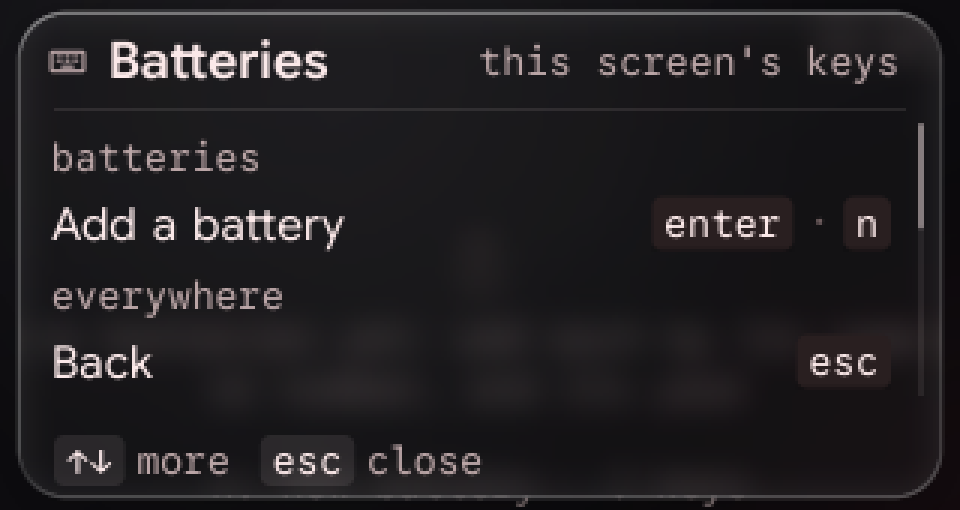 Batteries this screen's keys
batteries
Add a battery enter · n
everywhere
Back esc
↑↓ more esc close